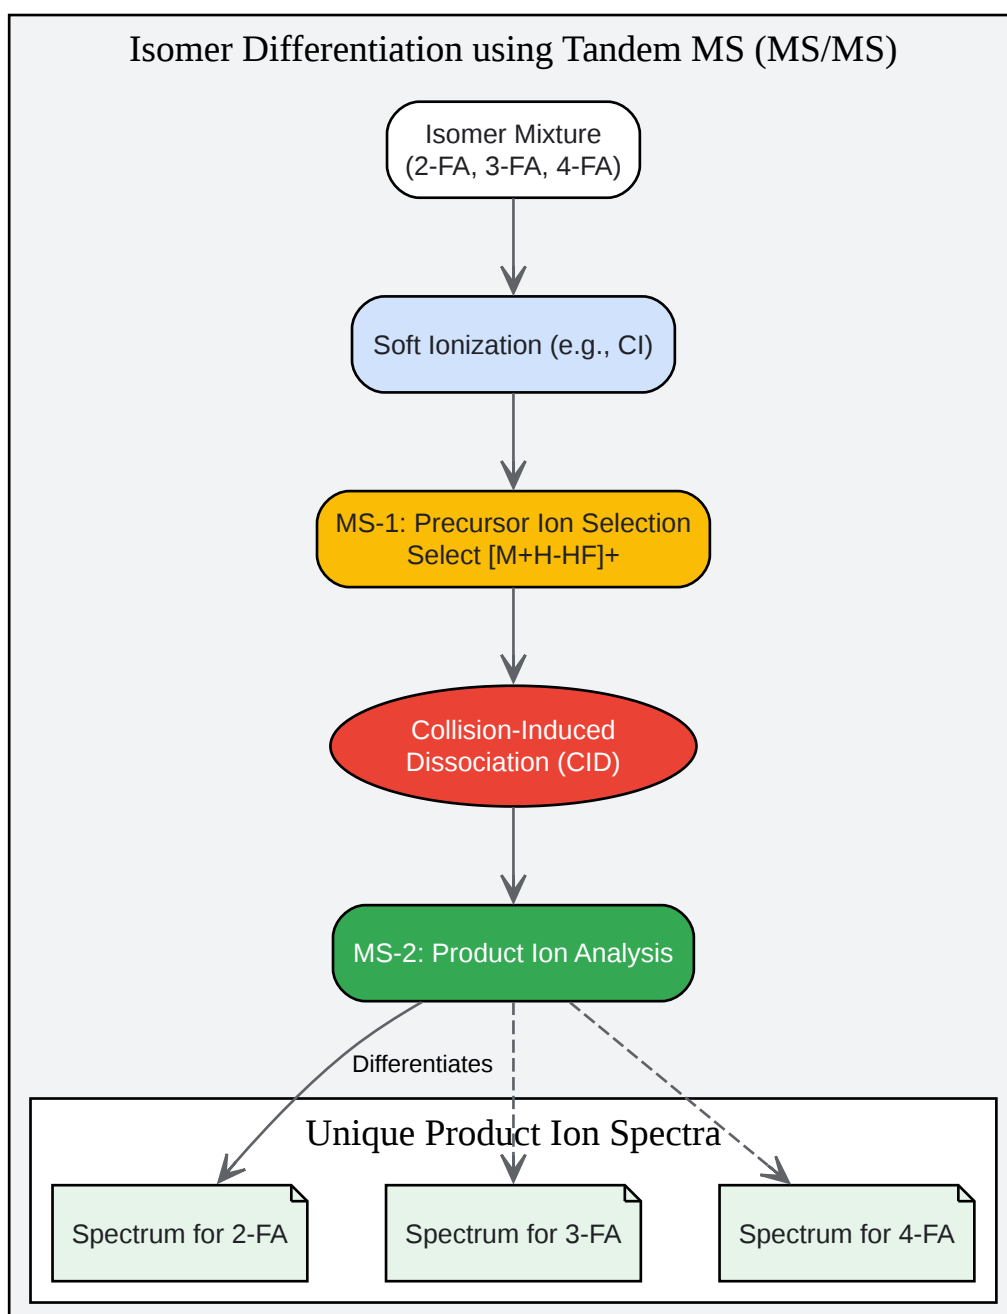 Isomer Differentiation using Tandem MS (MS/MS)
Isomer Mixture
(2-FA, 3-FA, 4-FA)
Soft Ionization (e.g., CI)
MS-1: Precursor Ion Selection
Select [M+H-HF]+
Collision-Induced
Dissociation (CID)
MS-2: Product Ion Analysis
Differentiates
Unique Product Ion Spectra
Spectrum for 2-FA
Spectrum for 3-FA
Spectrum for 4-FA